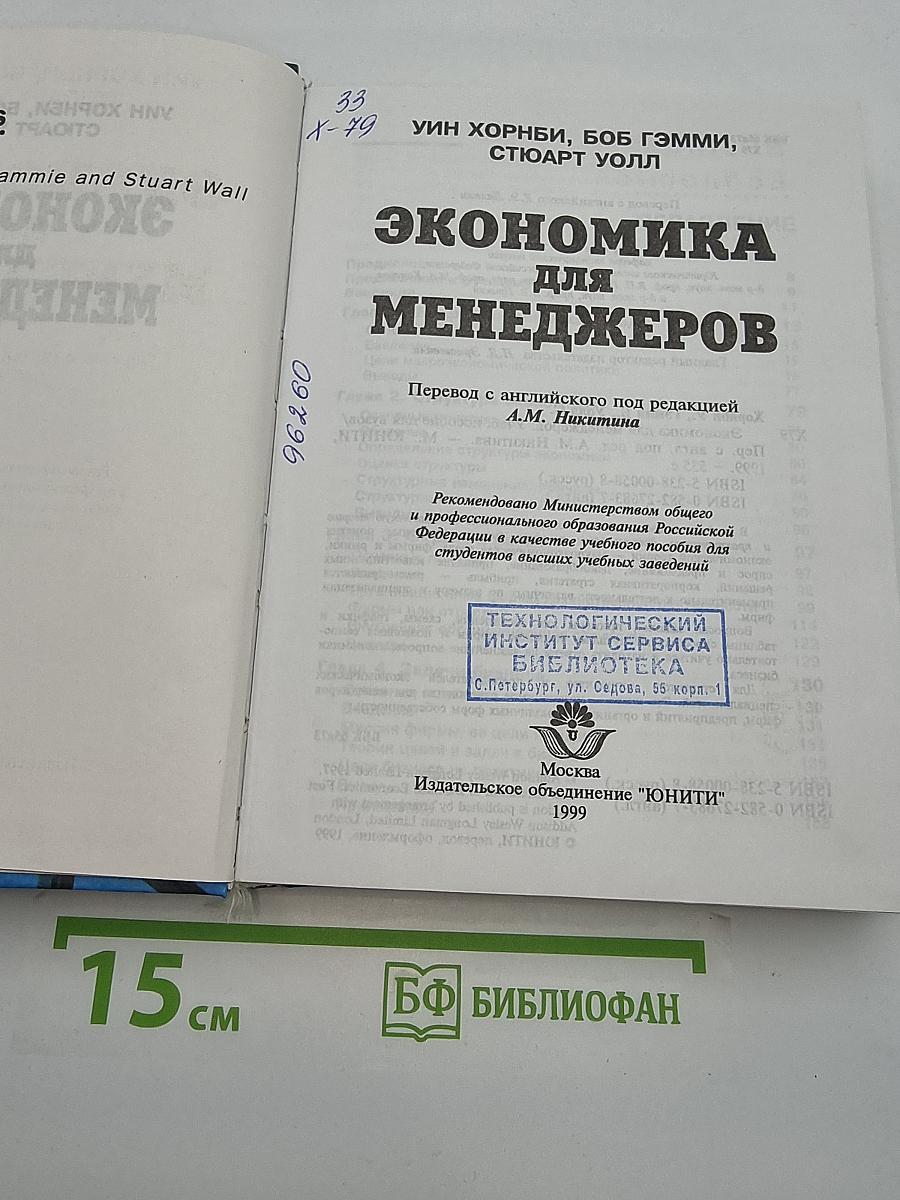 ammie and Stuart Wall
33
Х-79
96260
УИН ХОРНБИ, БОБ ГЭММИ,
СТЮАРТ УОЛЛ
ЭКОНОМИКА
для
МЕНЕДЖЕРОВ
Перевод с английского под редакцией
А.М. Никитина
Рекомендовано Министерством общего
и профессионального образования Российской
Федерации в качестве учебного пособия для
студентов высших учебных заведений
ТЕХНОЛОГИЧЕСКИЙ
ИНСТИТУТ СЕРВИСА
БИБЛИОТЕКА
С.Петербург, ул. Седова, 55 корп. 1
Москва
Издательское объединение "ЮНИТИ"
1999
15 см
БФ БИБЛИОФАН